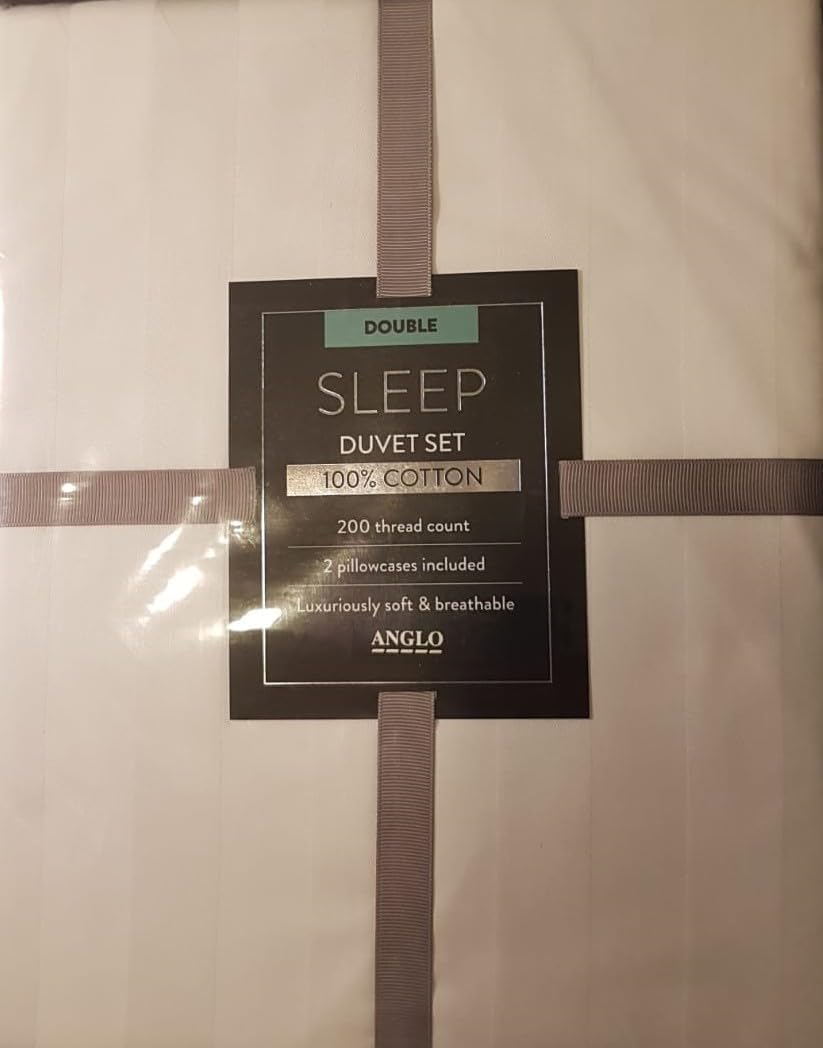 DOUBLE
SLEEP
DUVET SET
100% COTTON
200 thread count
2 pillowcases included
Luxuriously soft & breathable
ANGLO